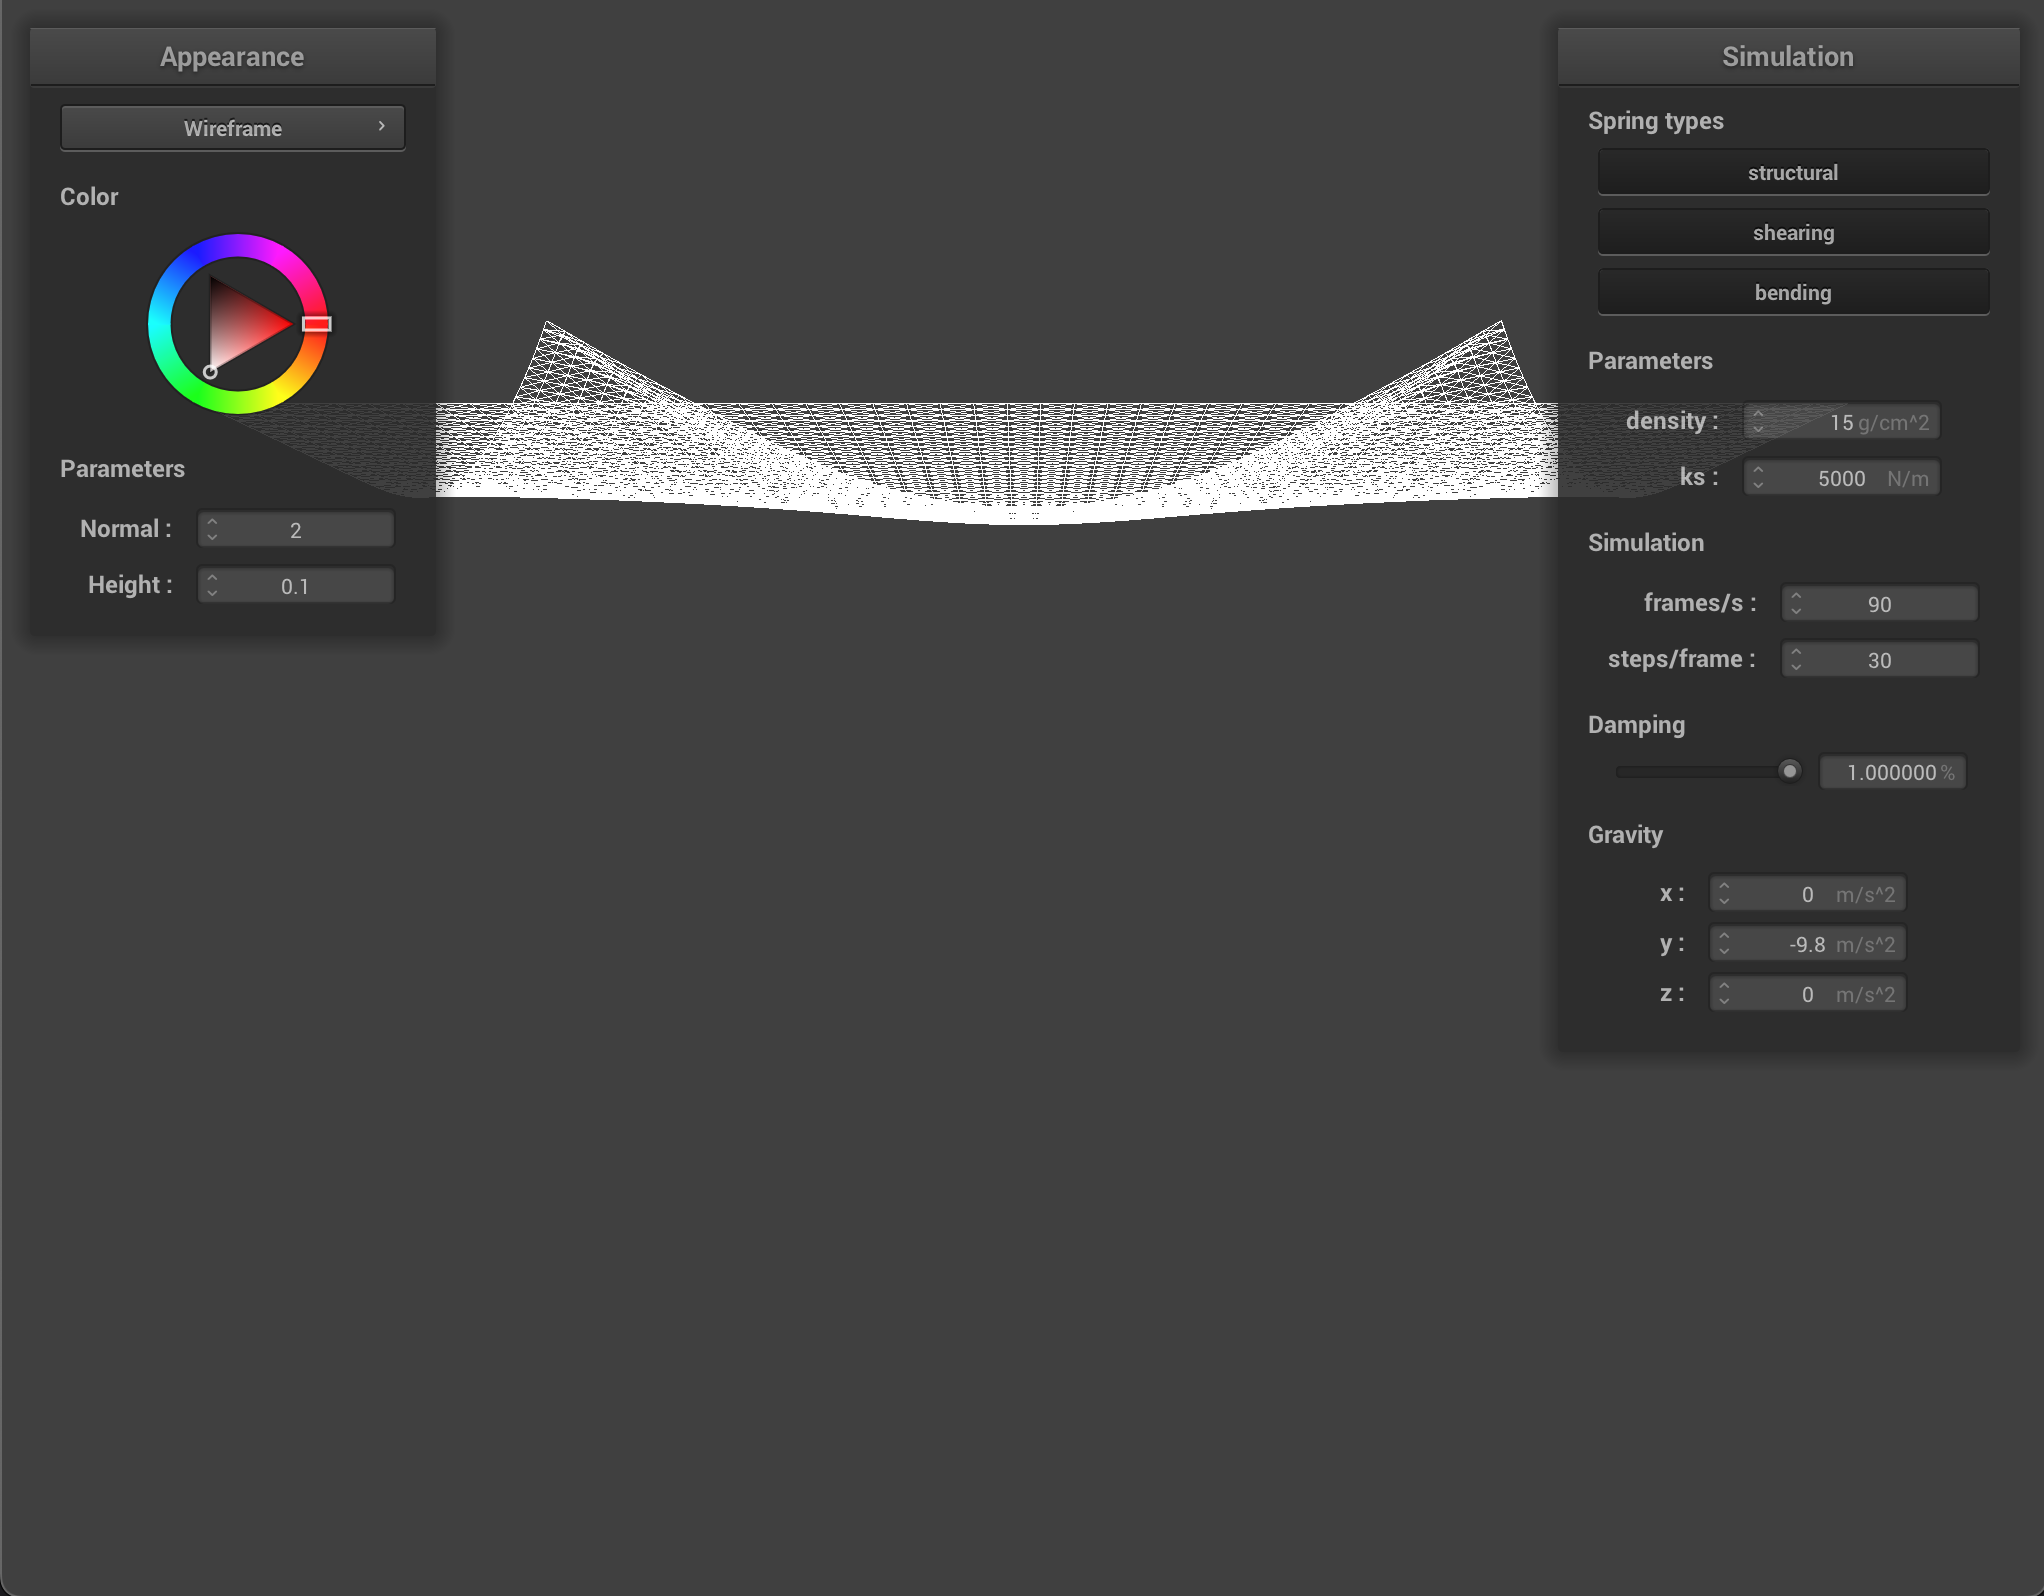 Appearance
Wireframe
Color
Parameters
Normal : 2
Height : 0.1
Simulation
Spring types
structural
shearing
bending
Parameters
density : 15 g/cm^2
ks : 5000 N/m
Simulation
frames/s : 90
steps/frame : 30
Damping
1.000000 %
Gravity
x : 0 m/s^2
y : -9.8 m/s^2
z : 0 m/s^2